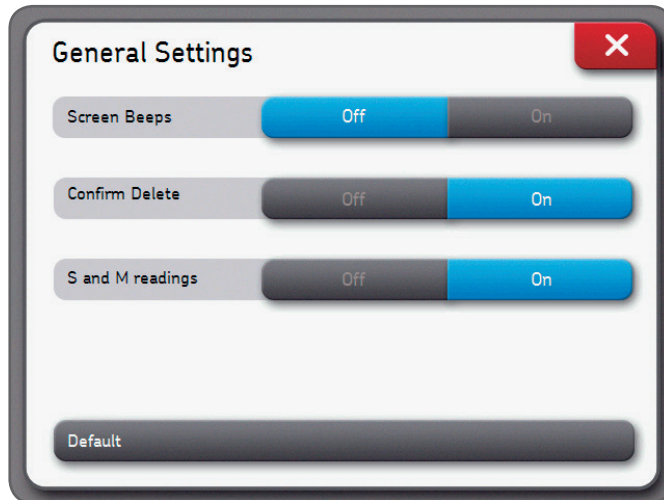 General Settings
Screen Beeps Off On
Confirm Delete Off On
S and M readings Off On
Default